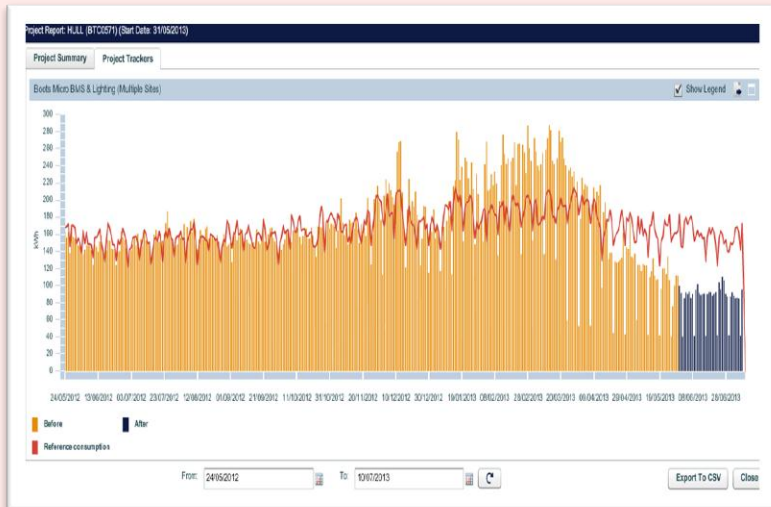 Project Report: HULL (BTC0571) (Start Date: 31/05/2013)
Project Summary Project Trackers
Boots Micro BMS & Lighting (Multiple Sites) Show Legend
300
280
260
240
220
200
180
160
140
120
100
80
60
40
20
0
kWh
24/05/2012 13/06/2012 03/07/2012 23/07/2012 12/08/2012 01/09/2012 21/09/2012 11/10/2012 31/10/2012 20/11/2012 10/12/2012 30/12/2012 19/01/2013 08/02/2013 28/02/2013 20/03/2013 09/04/2013 29/04/2013 19/05/2013 08/06/2013 28/06/2013
Before After
Reference consumption
From: 24/05/2012 To: 10/07/2013 Export To CSV Close